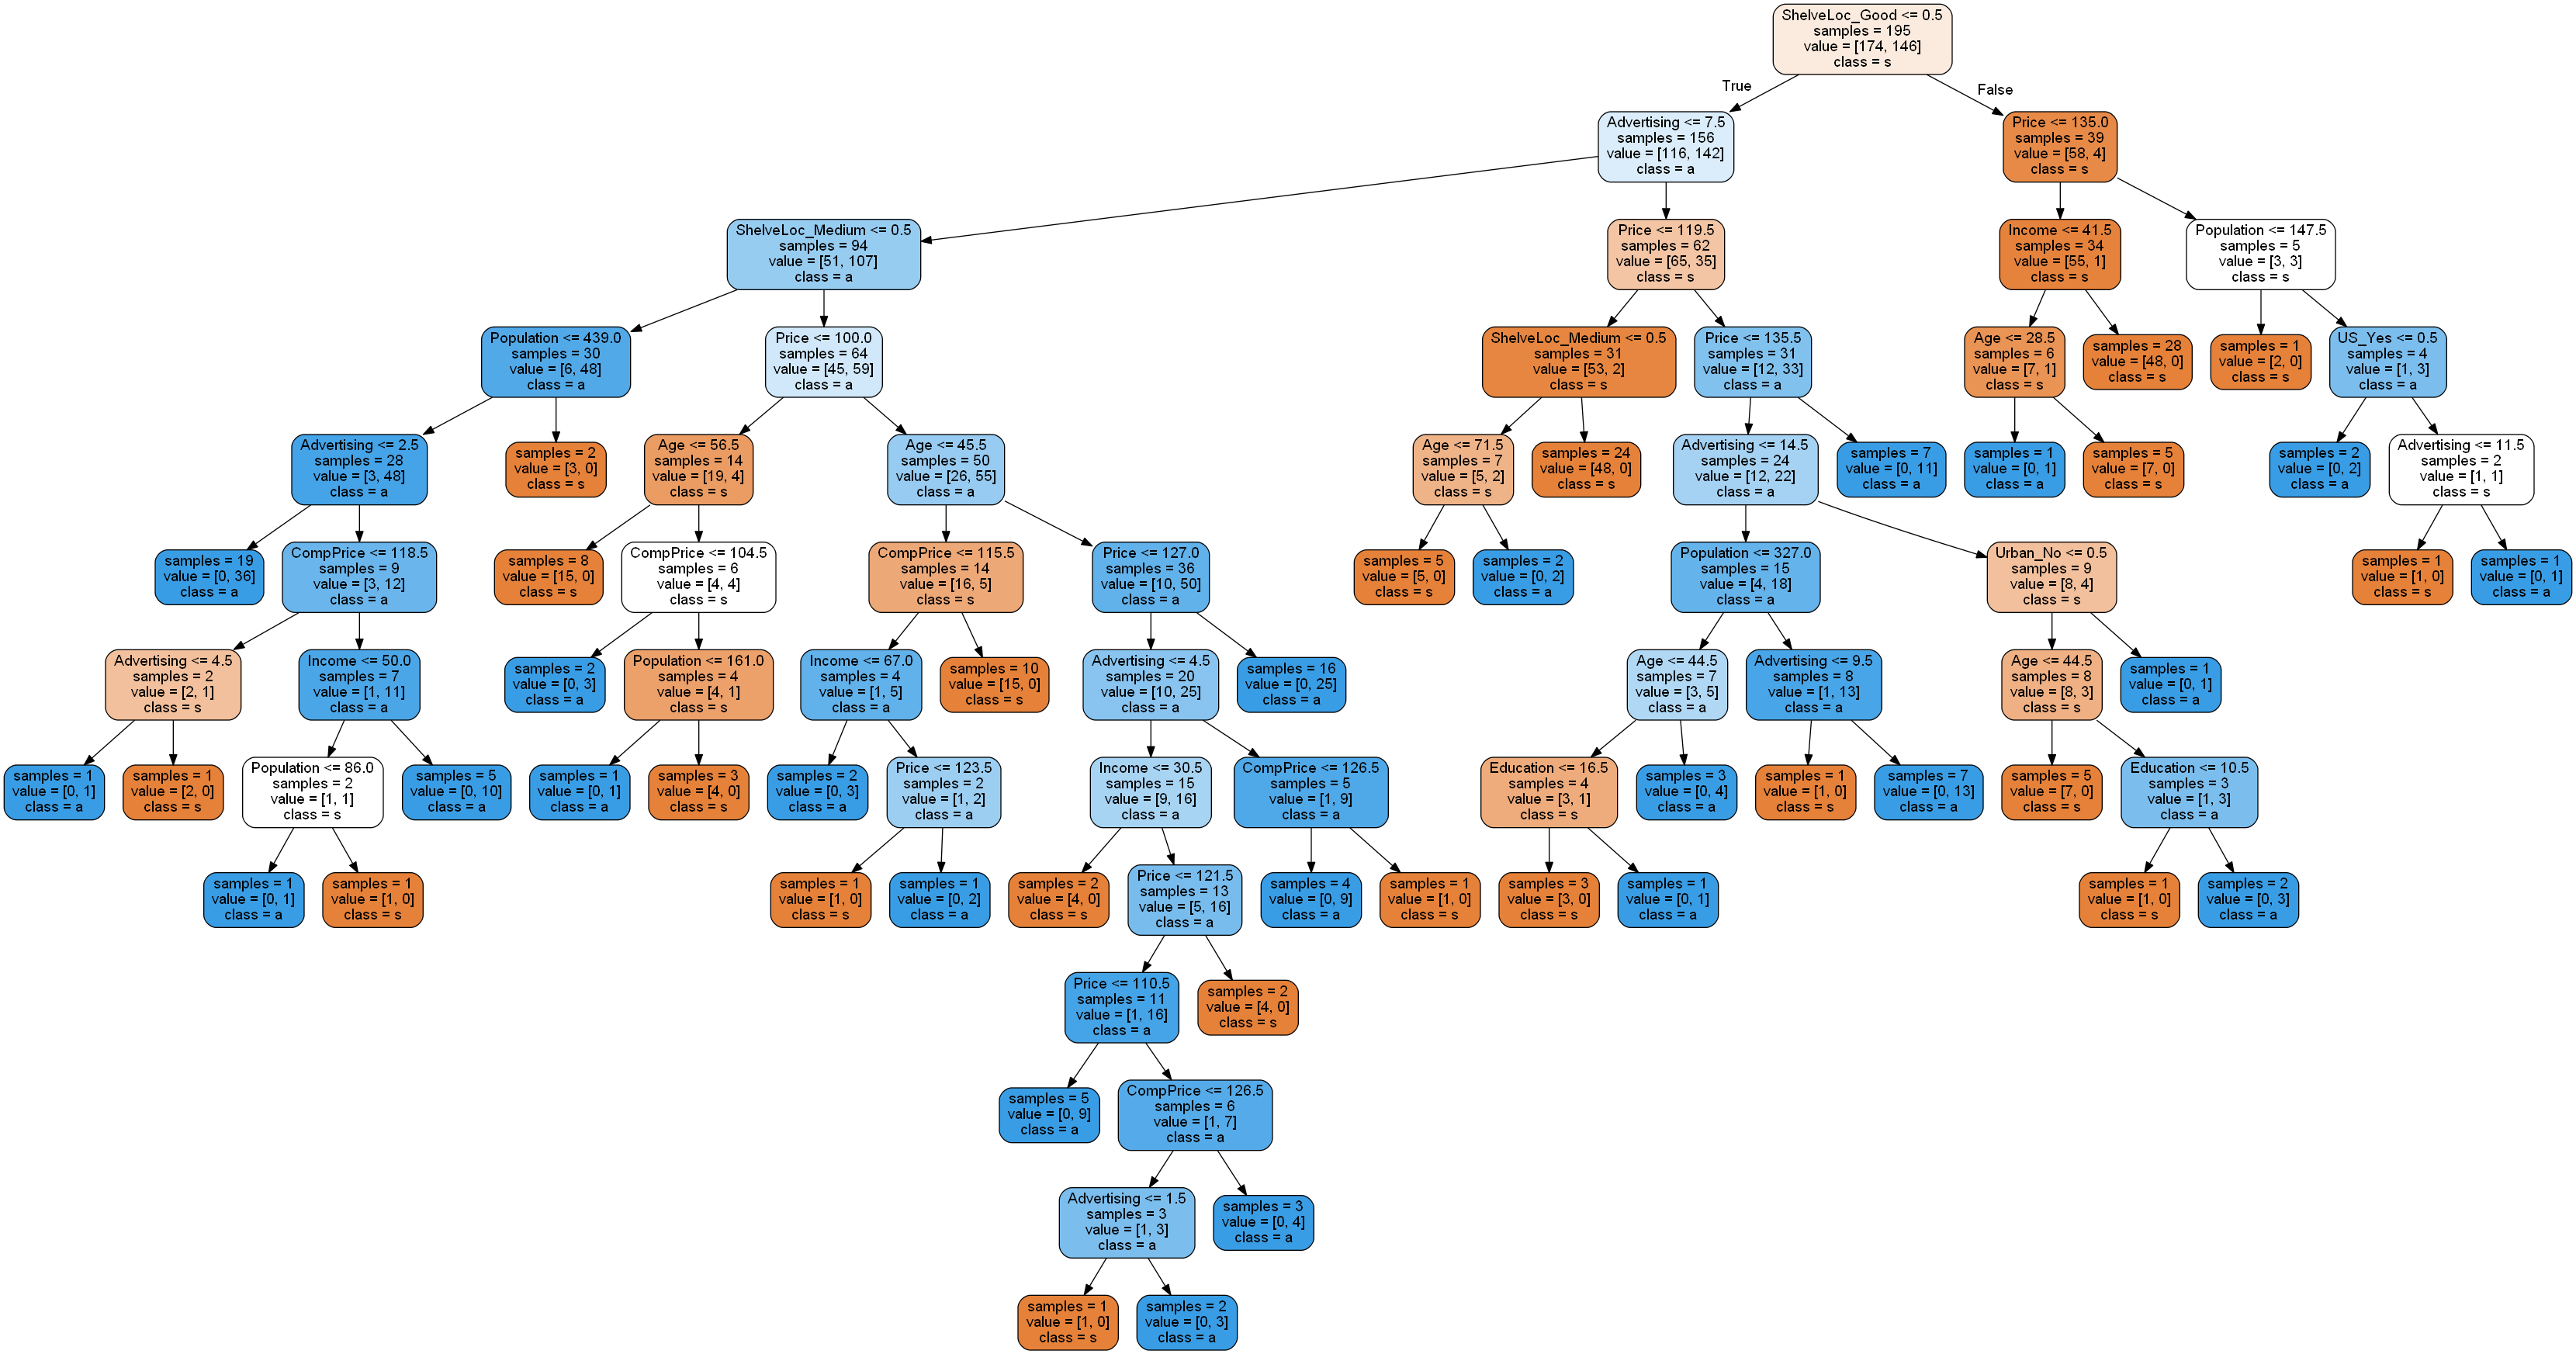 ShelveLoc_Good <= 0.5
samples = 195
value = [174, 146]
class = s
True
False
Advertising <= 7.5
samples = 156
value = [116, 142]
class = a
Price <= 135.0
samples = 39
value = [58, 4]
class = s
ShelveLoc_Medium <= 0.5
samples = 94
value = [51, 107]
class = a
Price <= 119.5
samples = 62
value = [65, 35]
class = s
Income <= 41.5
samples = 34
value = [55, 1]
class = s
Population <= 147.5
samples = 5
value = [3, 3]
class = s
Population <= 439.0
samples = 30
value = [6, 48]
class = a
Price <= 100.0
samples = 64
value = [45, 59]
class = a
ShelveLoc_Medium <= 0.5
samples = 31
value = [53, 2]
class = s
Price <= 135.5
samples = 31
value = [12, 33]
class = a
Age <= 28.5
samples = 6
value = [7, 1]
class = s
samples = 28
value = [48, 0]
class = s
samples = 1
value = [2, 0]
class = s
US_Yes <= 0.5
samples = 4
value = [1, 3]
class = a
Advertising <= 2.5
samples = 28
value = [3, 48]
class = a
samples = 2
value = [3, 0]
class = s
Age <= 56.5
samples = 14
value = [19, 4]
class = s
Age <= 45.5
samples = 50
value = [26, 55]
class = a
Age <= 71.5
samples = 7
value = [5, 2]
class = s
samples = 24
value = [48, 0]
class = s
Advertising <= 14.5
samples = 24
value = [12, 22]
class = a
samples = 7
value = [0, 11]
class = a
samples = 1
value = [0, 1]
class = a
samples = 5
value = [7, 0]
class = s
samples = 2
value = [0, 2]
class = a
Advertising <= 11.5
samples = 2
value = [1, 1]
class = s
samples = 19
value = [0, 36]
class = a
CompPrice <= 118.5
samples = 9
value = [3, 12]
class = a
samples = 8
value = [15, 0]
class = s
CompPrice <= 104.5
samples = 6
value = [4, 4]
class = s
CompPrice <= 115.5
samples = 14
value = [16, 5]
class = s
Price <= 127.0
samples = 36
value = [10, 50]
class = a
samples = 5
value = [5, 0]
class = s
samples = 2
value = [0, 2]
class = a
Population <= 327.0
samples = 15
value = [4, 18]
class = a
Urban_No <= 0.5
samples = 9
value = [8, 4]
class = s
samples = 1
value = [1, 0]
class = s
samples = 1
value = [0, 1]
class = a
Advertising <= 4.5
samples = 2
value = [2, 1]
class = s
Income <= 50.0
samples = 7
value = [1, 11]
class = a
samples = 2
value = [0, 3]
class = a
Population <= 161.0
samples = 4
value = [4, 1]
class = s
Income <= 67.0
samples = 4
value = [1, 5]
class = a
samples = 10
value = [15, 0]
class = s
Advertising <= 4.5
samples = 20
value = [10, 25]
class = a
samples = 16
value = [0, 25]
class = a
Age <= 44.5
samples = 7
value = [3, 5]
class = a
Advertising <= 9.5
samples = 8
value = [1, 13]
class = a
Age <= 44.5
samples = 8
value = [8, 3]
class = s
samples = 1
value = [0, 1]
class = a
samples = 1
value = [0, 1]
class = a
samples = 1
value = [2, 0]
class = s
Population <= 86.0
samples = 2
value = [1, 1]
class = s
samples = 5
value = [0, 10]
class = a
samples = 1
value = [0, 1]
class = a
samples = 3
value = [4, 0]
class = s
samples = 2
value = [0, 3]
class = a
Price <= 123.5
samples = 2
value = [1, 2]
class = a
Income <= 30.5
samples = 15
value = [9, 16]
class = a
CompPrice <= 126.5
samples = 5
value = [1, 9]
class = a
Education <= 16.5
samples = 4
value = [3, 1]
class = s
samples = 3
value = [0, 4]
class = a
samples = 1
value = [1, 0]
class = s
samples = 7
value = [0, 13]
class = a
samples = 5
value = [7, 0]
class = s
Education <= 10.5
samples = 3
value = [1, 3]
class = a
samples = 1
value = [0, 1]
class = a
samples = 1
value = [1, 0]
class = s
samples = 1
value = [1, 0]
class = s
samples = 1
value = [0, 2]
class = a
samples = 2
value = [4, 0]
class = s
Price <= 121.5
samples = 13
value = [5, 16]
class = a
samples = 4
value = [0, 9]
class = a
samples = 1
value = [1, 0]
class = s
samples = 3
value = [3, 0]
class = s
samples = 1
value = [0, 1]
class = a
samples = 1
value = [1, 0]
class = s
samples = 2
value = [0, 3]
class = a
Price <= 110.5
samples = 11
value = [1, 16]
class = a
samples = 2
value = [4, 0]
class = s
samples = 5
value = [0, 9]
class = a
CompPrice <= 126.5
samples = 6
value = [1, 7]
class = a
Advertising <= 1.5
samples = 3
value = [1, 3]
class = a
samples = 3
value = [0, 4]
class = a
samples = 1
value = [1, 0]
class = s
samples = 2
value = [0, 3]
class = a